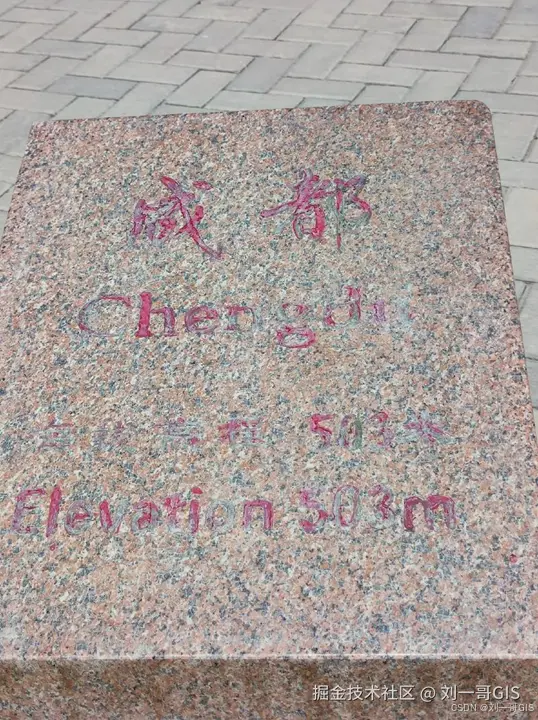 成都
Chengdu
海拔高程 503米
Elevation 503m
掘金技术社区 @ 刘一哥GIS
CSDN @刘一哥GIS